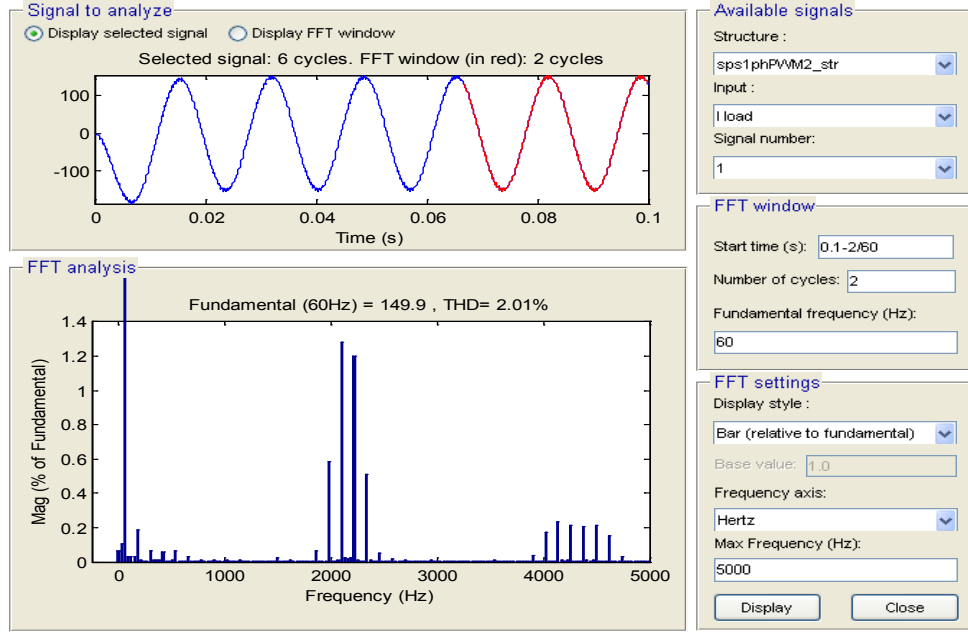 Signal to analyze
Display selected signal Display FFT window
Selected signal: 6 cycles. FFT window (in red): 2 cycles
100
0
-100
0 0.02 0.04 0.06 0.08 0.1
Time (s)
FFT analysis
Fundamental (60Hz) = 149.9 , THD= 2.01%
1.4
1.2
1
0.8
0.6
0.4
0.2
0
Mag (% of Fundamental)
0 1000 2000 3000 4000 5000
Frequency (Hz)
Available signals
Structure :
sps1phPWM2_str
Input :
I load
Signal number:
1
FFT window
Start time (s): 0.1-2/60
Number of cycles: 2
Fundamental frequency (Hz):
60
FFT settings
Display style :
Bar (relative to fundamental)
Base value: 1.0
Frequency axis:
Hertz
Max Frequency (Hz):
5000
Display Close